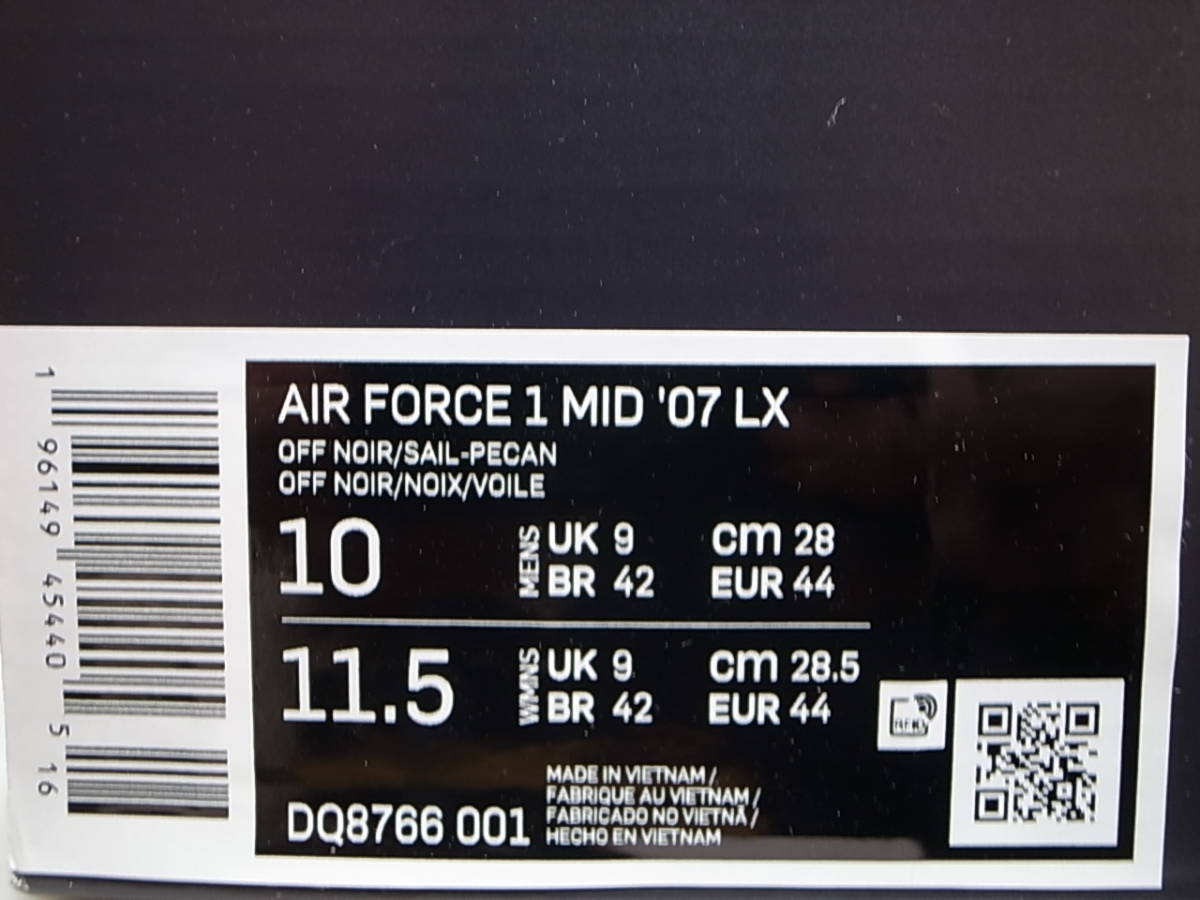 1 96149 45440 5 16
AIR FORCE 1 MID '07 LX
OFF NOIR/SAIL-PECAN
OFF NOIR/NOIX/VOILE
10 MENS UK 9 cm 28
BR 42 EUR 44
11.5 WMNS UK 9 cm 28.5
BR 42 EUR 44
RFID
DQ8766 001
MADE IN VIETNAM /
FABRIQUE AU VIETNAM /
FABRICADO NO VIETNÃ /
HECHO EN VIETNAM